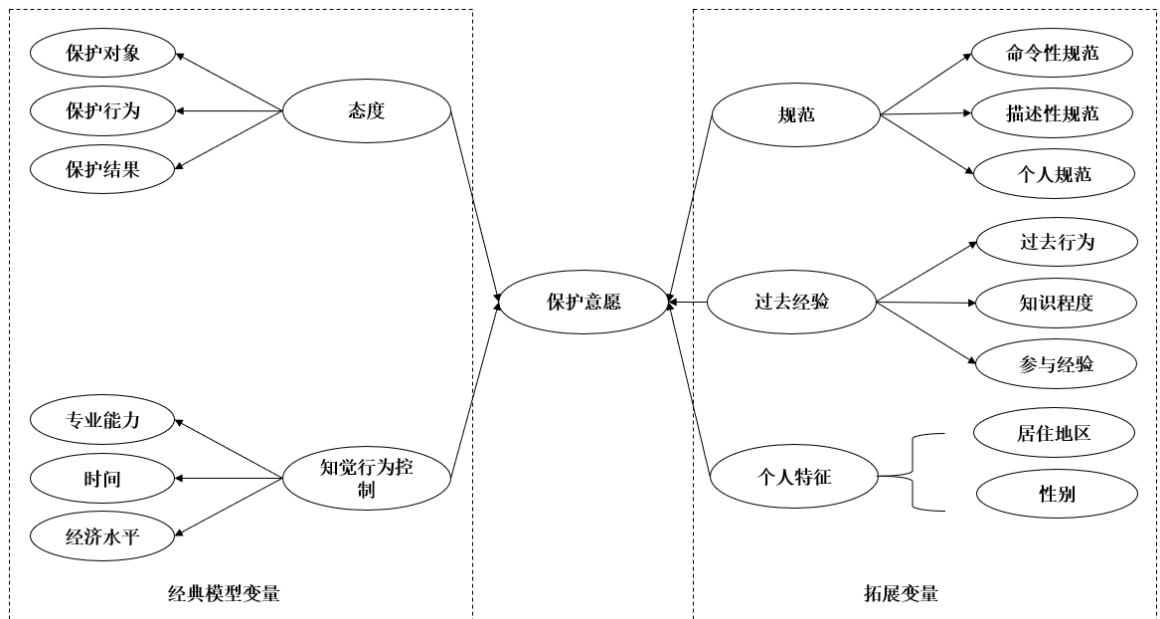 保护对象
保护行为
保护结果
态度
专业能力
时间
经济水平
知觉行为控
制
经典模型变量
保护意愿
规范
命令性规范
描述性规范
个人规范
过去经验
过去行为
知识程度
参与经验
个人特征
居住地区
性别
拓展变量